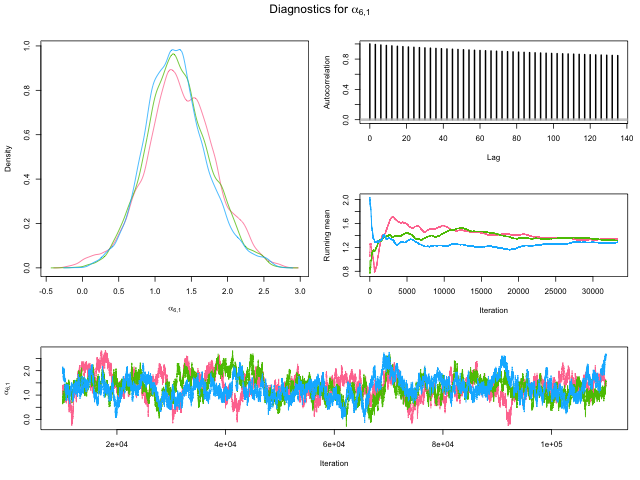 Diagnostics for α6,1
Density
0.0 0.2 0.4 0.6 0.8 1.0
-0.5 0.0 0.5 1.0 1.5 2.0 2.5 3.0
α6,1
Autocorrelation
0.0 0.4 0.8
0 20 40 60 80 100 120 140
Lag
Running mean
0.8 1.2 1.6 2.0
0 5000 10000 15000 20000 25000 30000
Iteration
α6,1
0.0 1.0 2.0
2e+04 4e+04 6e+04 8e+04 1e+05
Iteration